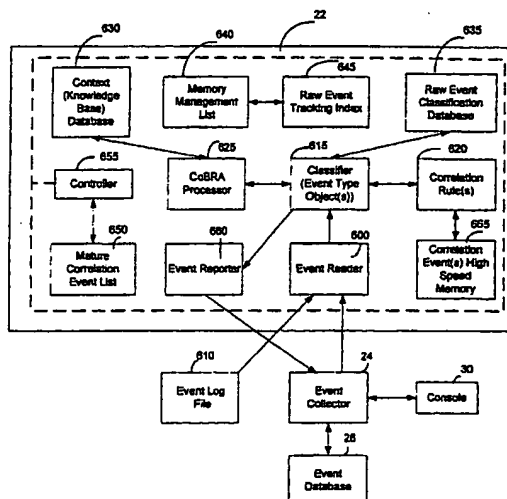 630
640
22
635
Context
(Knowledge
Base)
Database
Memory
Management
List
645
Raw Event
Tracking Index
Raw Event
Classification
Database
655
625
615
620
Controller
CoBRA
Processor
Classifier
(Event Type
Object(s))
Correlation
Rule(s)
650
660
600
665
Mature
Correlation
Event List
Event Reporter
Event Reader
Correlation
Event(s) High
Speed
Memory
610
24
30
Event Log
File
Event
Collector
Console
26
Event
Database